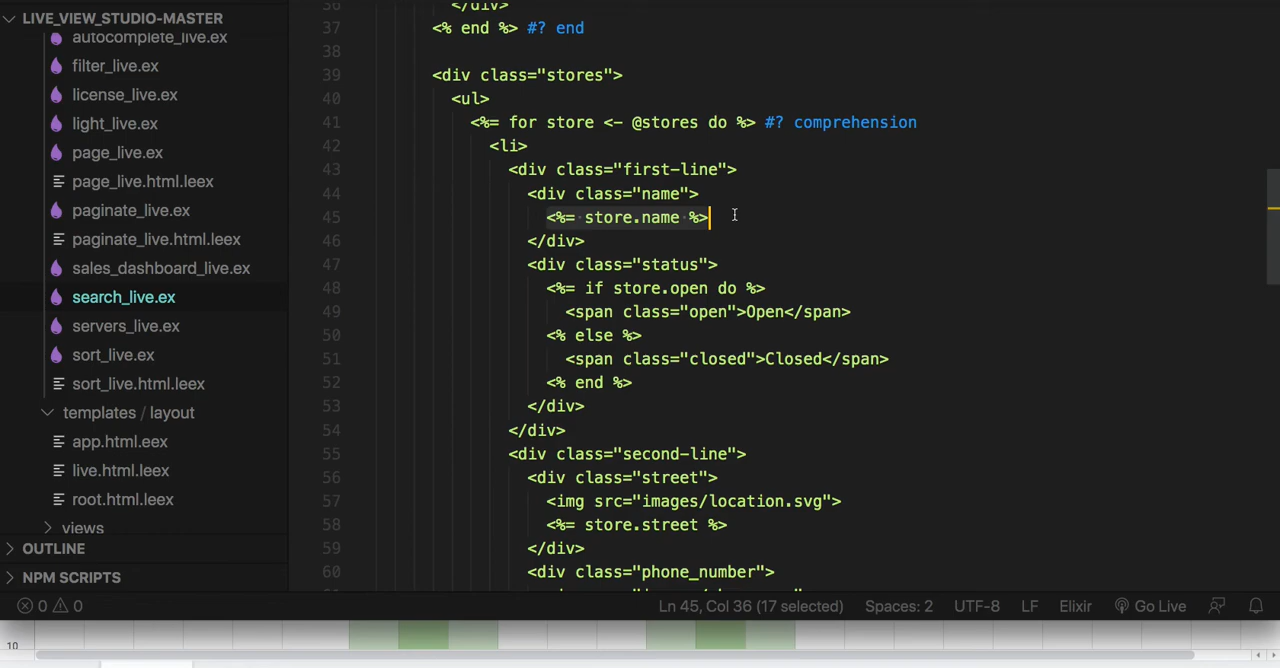 LIVE_VIEW_STUDIO-MASTER
autocomplete_live.ex
filter_live.ex
license_live.ex
light_live.ex
page_live.ex
page_live.html.leex
paginate_live.ex
paginate_live.html.leex
sales_dashboard_live.ex
search_live.ex
servers_live.ex
sort_live.ex
sort_live.html.leex
templates / layout
app.html.eex
live.html.leex
root.html.leex
views
OUTLINE
NPM SCRIPTS
36 </div>
37 <% end %> #? end
38
39 <div class="stores">
40 <ul>
41 <%= for store <- @stores do %> #? comprehension
42 <li>
43 <div class="first-line">
44 <div class="name">
45 <%= store.name %>
46 </div>
47 <div class="status">
48 <%= if store.open do %>
49 <span class="open">Open</span>
50 <% else %>
51 <span class="closed">Closed</span>
52 <% end %>
53 </div>
54 </div>
55 <div class="second-line">
56 <div class="street">
57 <img src="images/location.svg">
58 <%= store.street %>
59 </div>
60 <div class="phone_number">
0 0 Ln 45, Col 36 (17 selected) Spaces: 2 UTF-8 LF Elixir Go Live
10